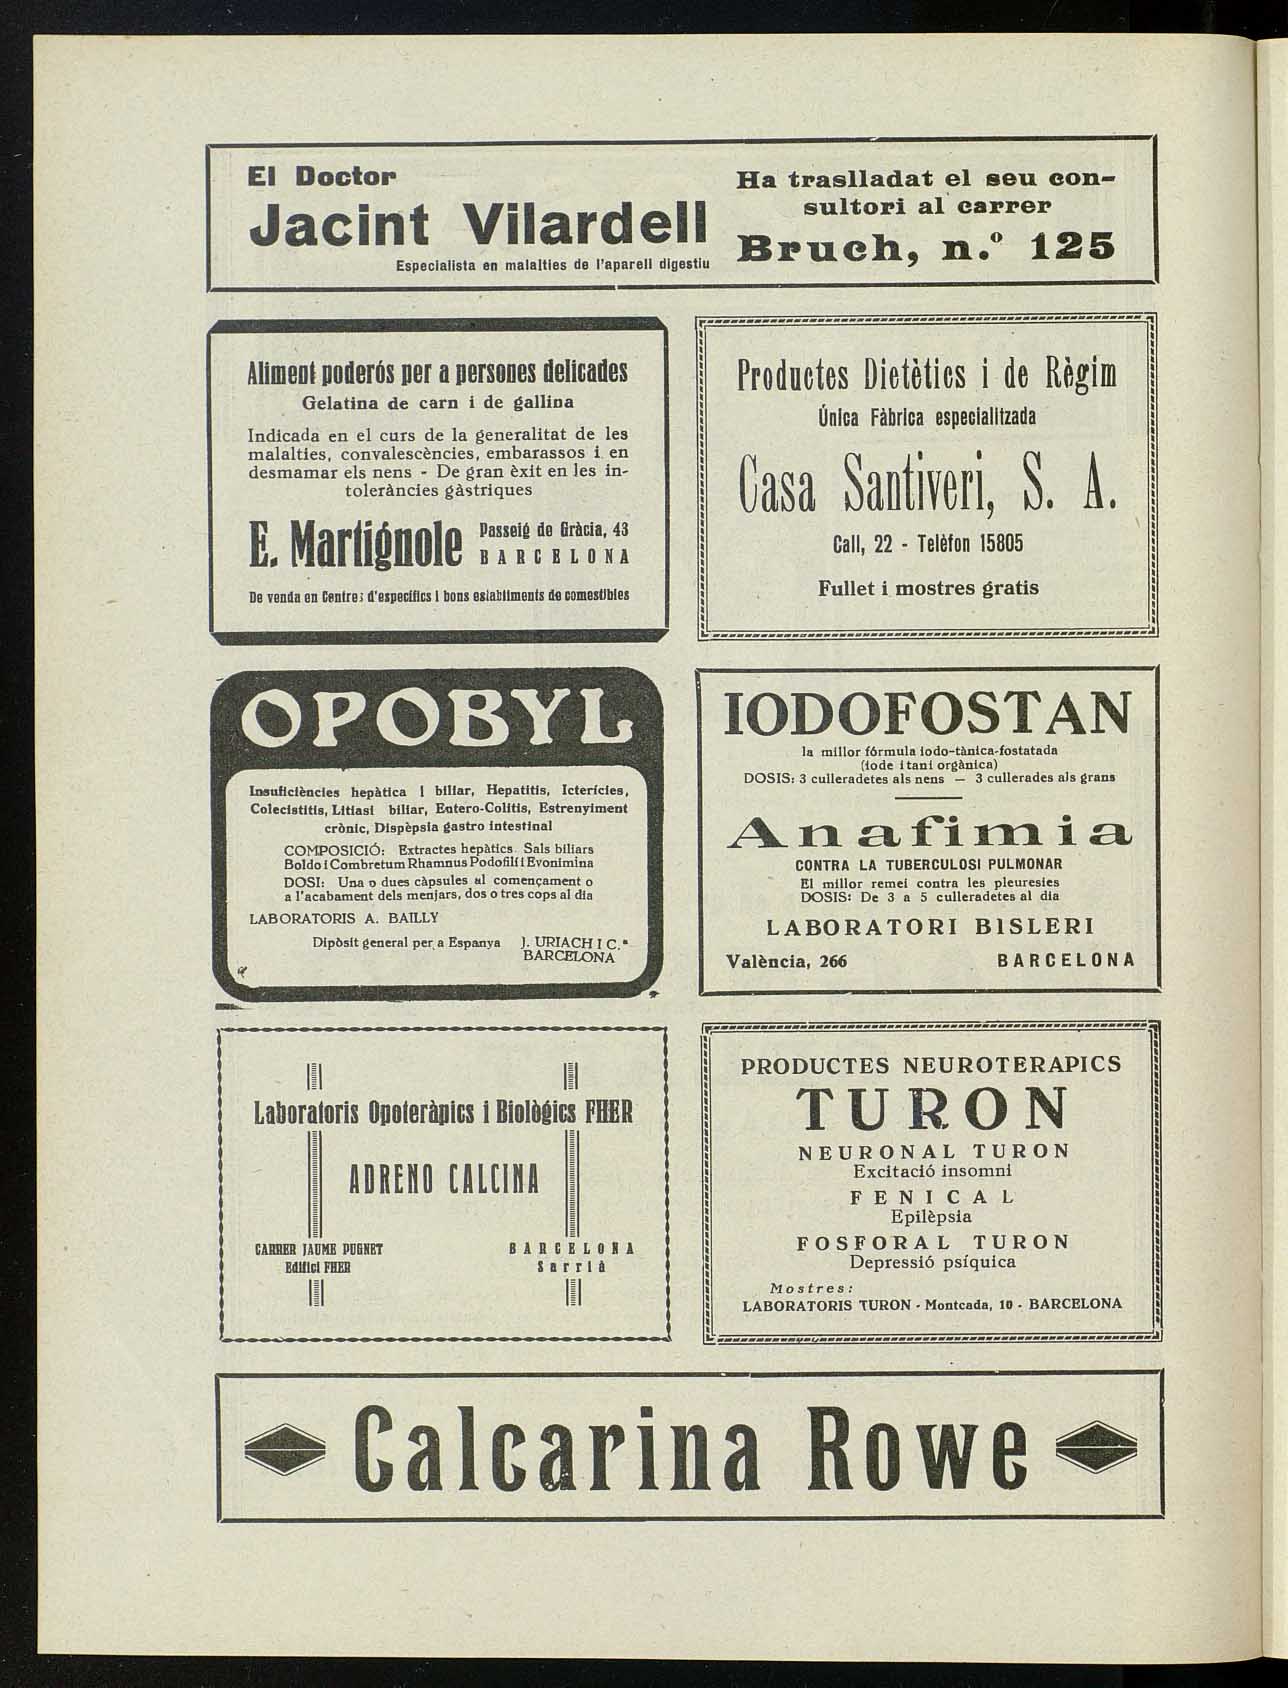 El Doctor
Jacint Vilardell
Especialista en malalties de l'aparell digestiu
Ha traslladat el seu con-
sultori al carrer
Bruch, n.º 125
Aliment poderós per a persones delicades
Gelatina de carn i de gallina
Indicada en el curs de la generalitat de les
malalties, convalescències, embarassos i en
desmamar els nens - De gran èxit en les in-
toleràncies gàstriques
E. Martignole
Passeig de Gràcia, 43
BARCELONA
De venda en Centres d'específics i bons establiments de comestibles
Productes Dietètics i de Règim
Única Fàbrica especialitzada
Casa Santiveri, S. A.
Call, 22 - Telèfon 15805
Fullet i mostres gratis
OPOBYL
Insuficiències hepàtica i biliar, Hepatitis, Icterícies,
Colecistitis, Litiasi biliar, Entero-Colitis, Estrenyiment
crònic, Dispèpsia gastro intestinal
COMPOSICIÓ: Extractes hepàtics Sals biliars
Boldo i Combretum Rhamnus Podofili i Evonimina
DOSI: Una o dues càpsules al començament o
a l'acabament dels menjars, dos o tres cops al dia
LABORATORIS A. BAILLY
Dipòsit general per a Espanya
J. URIACH I C.ª
BARCELONA
IODOFOSTAN
la millor fórmula iodo-tànica-fostatada
(iode i tani orgànica)
DOSIS: 3 culleradetes als nens — 3 cullerades als grans
Anafimia
CONTRA LA TUBERCULOSI PULMONAR
El millor remei contra les pleuresies
DOSIS: De 3 a 5 culleradetes al dia
LABORATORI BISLERI
València, 266 BARCELONA
Laboratoris Opoteràpics i Biològics FHER
ADRENO CALCINA
CARRER JAUME PUGNET
Edifici FHER
BARCELONA
Sarrià
PRODUCTES NEUROTERAPICS
TURON
NEURONAL TURON
Excitació insomni
FENICAL
Epilèpsia
FOSFORAL TURON
Depressió psíquica
Mostres:
LABORATORIS TURON - Montcada, 10 - BARCELONA
Calcarina Rowe